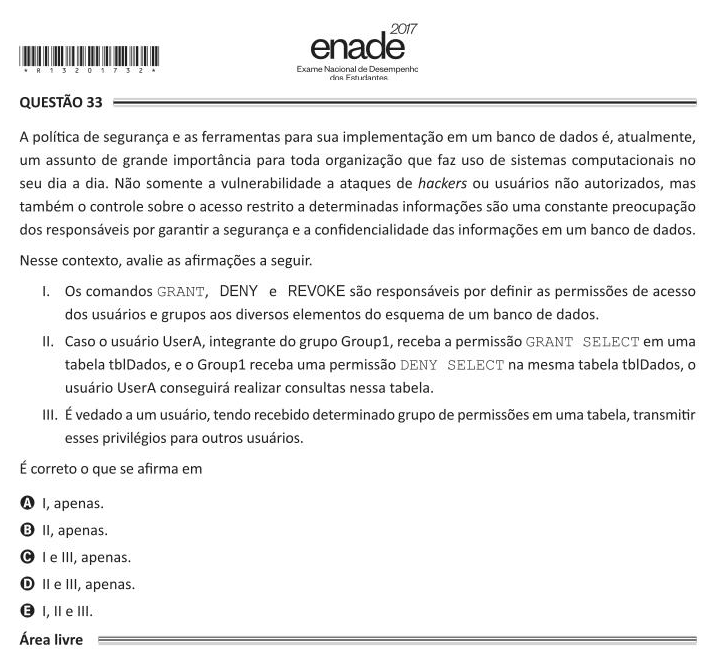 2017
enade
Exame Nacional de Desempenho
dos Estudantes
* R 1 3 2 0 1 7 3 2 *
QUESTÃO 33
A política de segurança e as ferramentas para sua implementação em um banco de dados é, atualmente,
um assunto de grande importância para toda organização que faz uso de sistemas computacionais no
seu dia a dia. Não somente a vulnerabilidade a ataques de hackers ou usuários não autorizados, mas
também o controle sobre o acesso restrito a determinadas informações são uma constante preocupação
dos responsáveis por garantir a segurança e a confidencialidade das informações em um banco de dados.
Nesse contexto, avalie as afirmações a seguir.
I. Os comandos GRANT, DENY e REVOKE são responsáveis por definir as permissões de acesso
dos usuários e grupos aos diversos elementos do esquema de um banco de dados.
II. Caso o usuário UserA, integrante do grupo Group1, receba a permissão GRANT SELECT em uma
tabela tblDados, e o Group1 receba uma permissão DENY SELECT na mesma tabela tblDados, o
usuário UserA conseguirá realizar consultas nessa tabela.
III. É vedado a um usuário, tendo recebido determinado grupo de permissões em uma tabela, transmitir
esses privilégios para outros usuários.
É correto o que se afirma em
A I, apenas.
B II, apenas.
C I e III, apenas.
D II e III, apenas.
E I, II e III.
Área livre